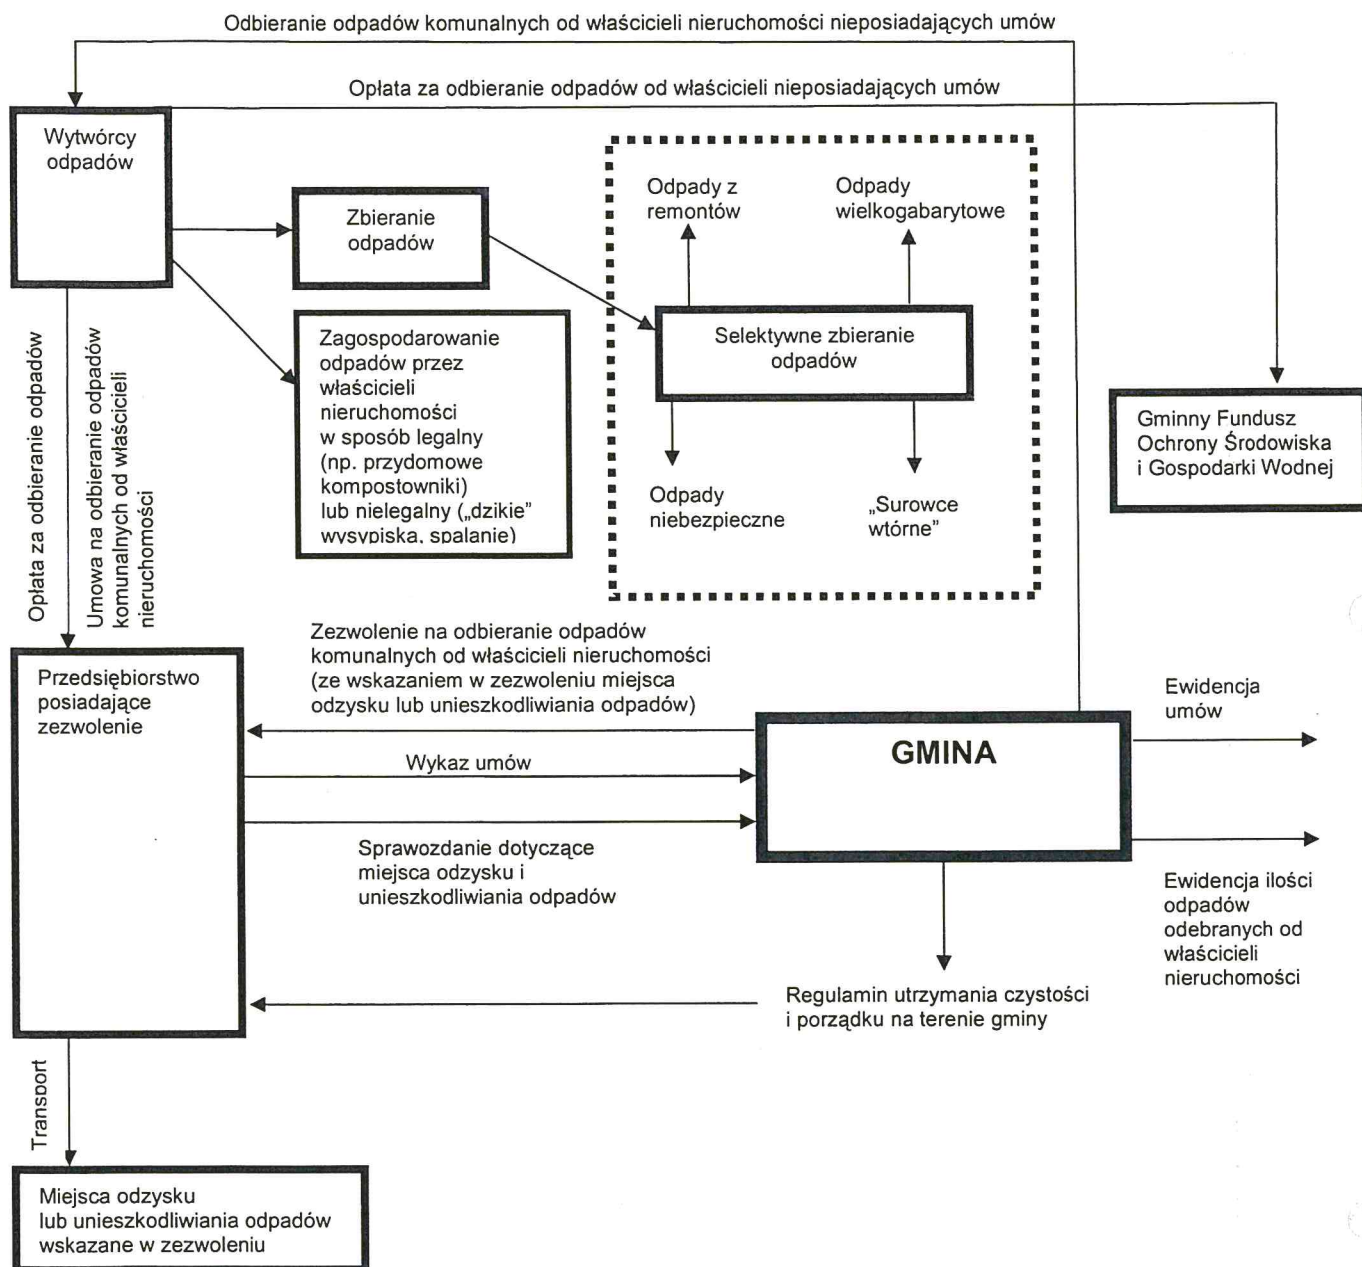 Odbieranie odpadów komunalnych od właścicieli nieruchomości nieposiadających umów
Opłata za odbieranie odpadów od właścicieli nieposiadających umów
Wytwórcy
odpadów
Zbieranie
odpadów
Odpady z
remontów
Odpady
wielkogabarytowe
Selektywne zbieranie
odpadów
Odpady
niebezpieczne
„Surowce
wtórne”
Zagospodarowanie
odpadów przez
właścicieli
nieruchomości
w sposób legalny
(np. przydomowe
kompostowniki)
lub nielegalny („dzikie”
wysypiska, spalanie)
Gminny Fundusz
Ochrony Środowiska
i Gospodarki Wodnej
Opłata za odbieranie odpadów
Umowa na odbieranie odpadów
komunalnych od właścicieli
nieruchomości
Przedsiębiorstwo
posiadające
zezwolenie
Zezwolenie na odbieranie odpadów
komunalnych od właścicieli nieruchomości
(ze wskazaniem w zezwoleniu miejsca
odzysku lub unieszkodliwiania odpadów)
Wykaz umów
Sprawozdanie dotyczące
miejsca odzysku i
unieszkodliwiania odpadów
GMINA
Ewidencja
umów
Ewidencja ilości
odpadów
odebranych od
właścicieli
nieruchomości
Regulamin utrzymania czystości
i porządku na terenie gminy
Transport
Miejsca odzysku
lub unieszkodliwiania odpadów
wskazane w zezwoleniu